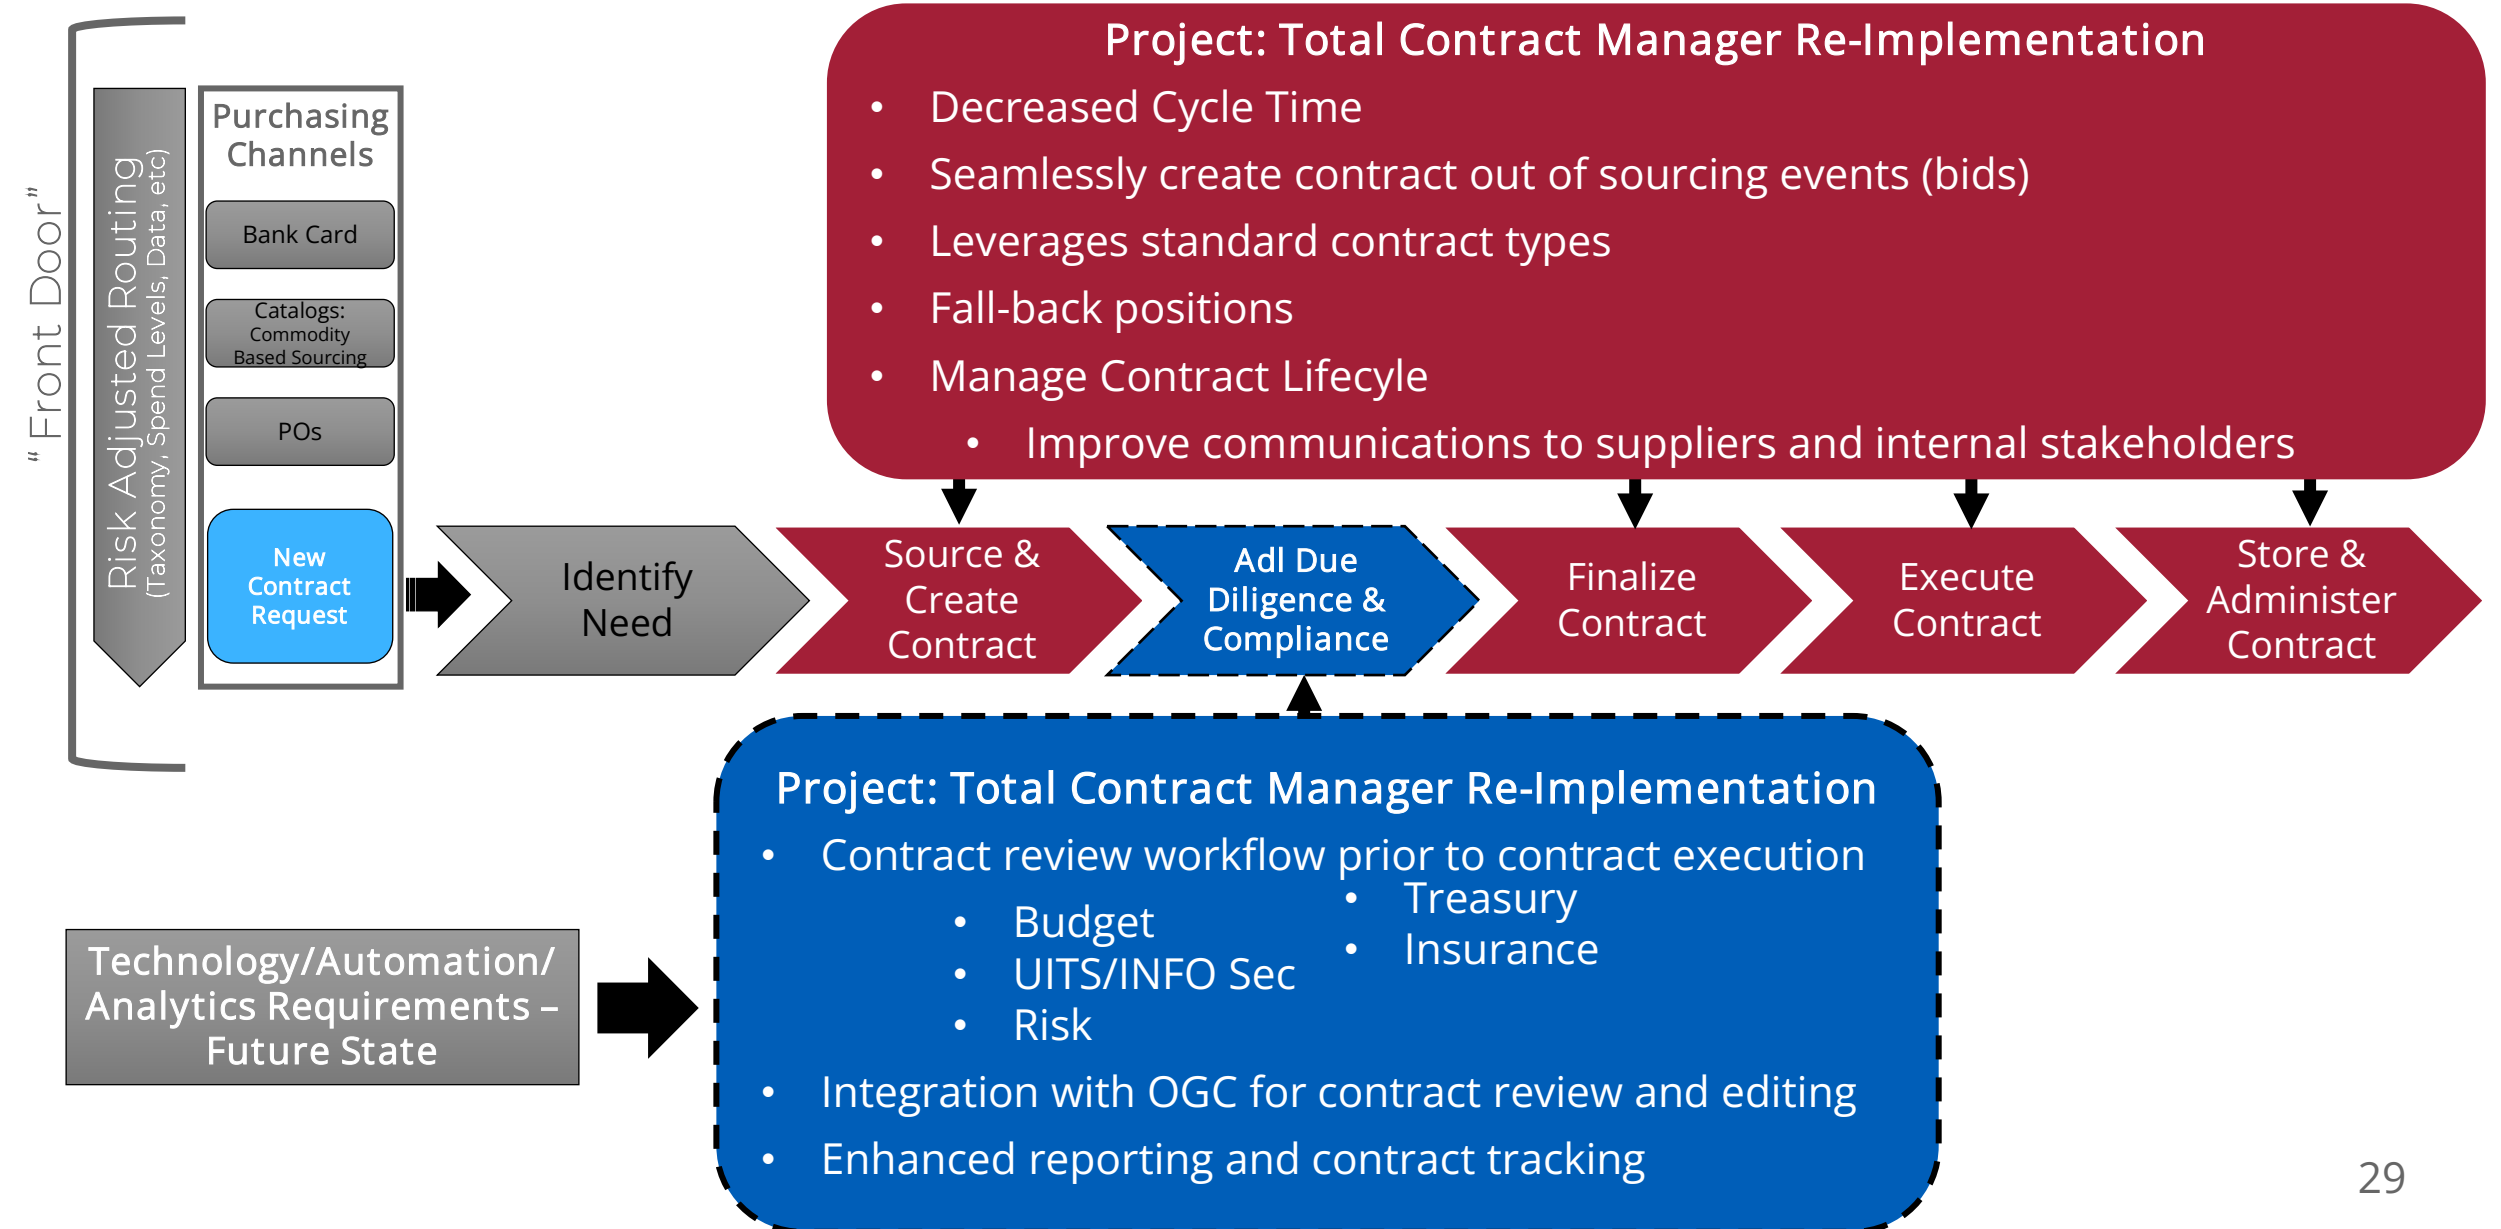 “Front Door”
Risk Adjusted Routing
(Taxonomy, Spend Levels, Data, etc)
Purchasing
Channels
Bank Card
Catalogs:
Commodity
Based Sourcing
POs
New
Contract
Request
Project: Total Contract Manager Re-Implementation
• Decreased Cycle Time
• Seamlessly create contract out of sourcing events (bids)
• Leverages standard contract types
• Fall-back positions
• Manage Contract Lifecyle
• Improve communications to suppliers and internal stakeholders
Identify
Need
Source &
Create
Contract
Adl Due
Diligence &
Compliance
Finalize
Contract
Execute
Contract
Store &
Administer
Contract
Technology/Automation/
Analytics Requirements –
Future State
Project: Total Contract Manager Re-Implementation
• Contract review workflow prior to contract execution
• Budget
• UITS/INFO Sec
• Risk
• Treasury
• Insurance
• Integration with OGC for contract review and editing
• Enhanced reporting and contract tracking
29